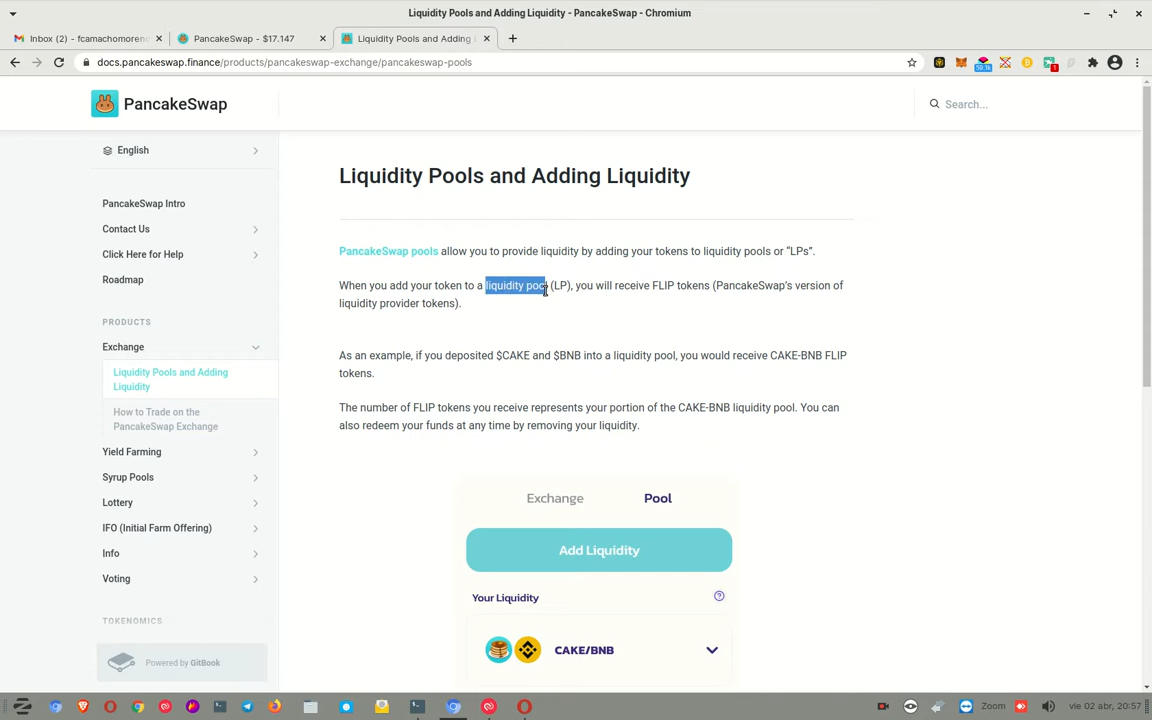 Liquidity Pools and Adding Liquidity - PancakeSwap - Chromium
Inbox (2) - fcamachomoren
PancakeSwap - $17.147
Liquidity Pools and Adding
docs.pancakeswap.finance/products/pancakeswap-exchange/pancakeswap-pools
1
PancakeSwap
Search...
English
PancakeSwap Intro
Contact Us
Click Here for Help
Roadmap
PRODUCTS
Exchange
Liquidity Pools and Adding
Liquidity
How to Trade on the
PancakeSwap Exchange
Yield Farming
Syrup Pools
Lottery
IFO (Initial Farm Offering)
Info
Voting
TOKENOMICS
Powered by GitBook
Liquidity Pools and Adding Liquidity
PancakeSwap pools allow you to provide liquidity by adding your tokens to liquidity pools or “LPs”.
When you add your token to a liquidity pool (LP), you will receive FLIP tokens (PancakeSwap’s version of
liquidity provider tokens).
As an example, if you deposited $CAKE and $BNB into a liquidity pool, you would receive CAKE-BNB FLIP
tokens.
The number of FLIP tokens you receive represents your portion of the CAKE-BNB liquidity pool. You can
also redeem your funds at any time by removing your liquidity.
Exchange
Pool
Add Liquidity
Your Liquidity
CAKE/BNB
Zoom
vie 02 abr, 20:57